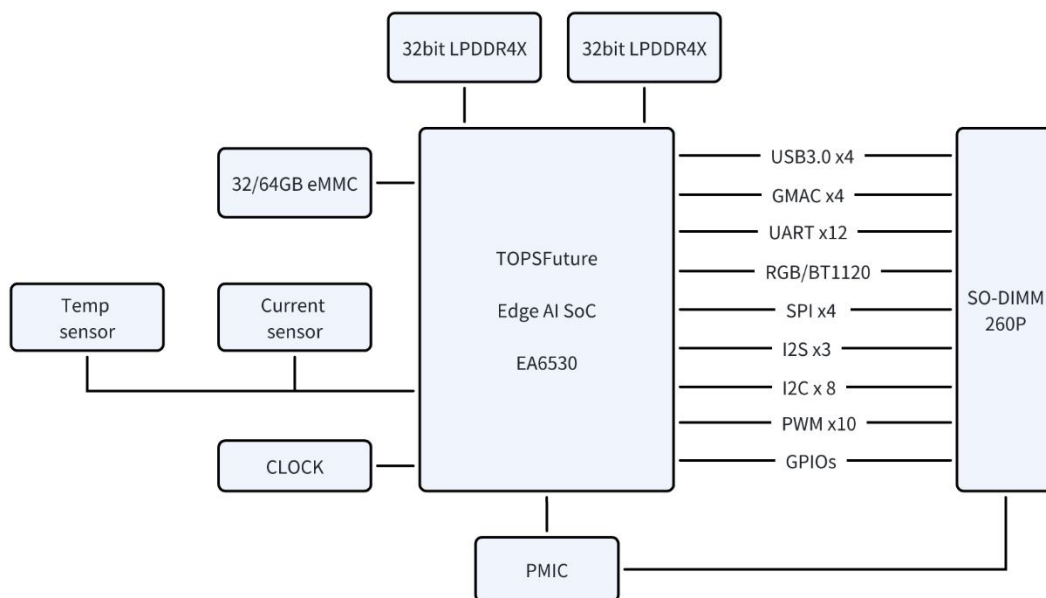 32bit LPDDR4X
32bit LPDDR4X
32/64GB eMMC
TOPSFuture
Edge AI SoC
EA6530
Temp
sensor
Current
sensor
CLOCK
PMIC
USB3.0 x4
GMAC x4
UART x12
RGB/BT1120
SPI x4
I2S x3
I2C x 8
PWM x10
GPIOs
SO-DIMM
260P